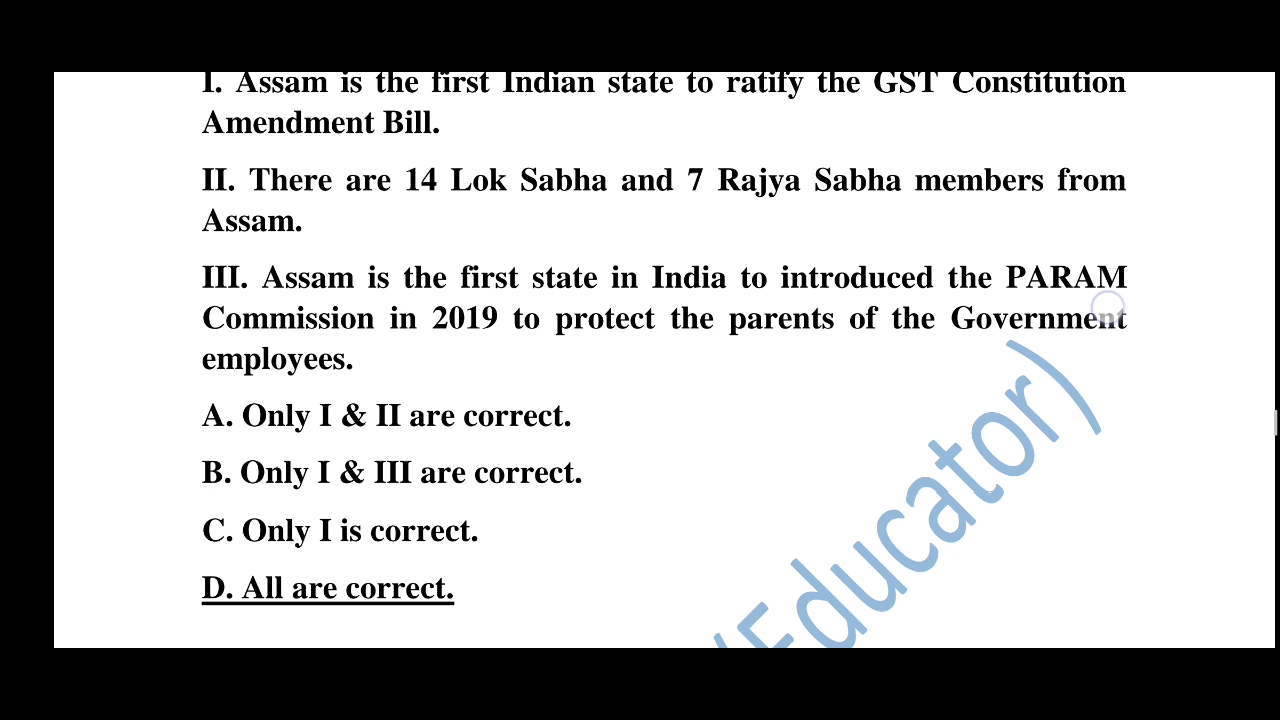 I. Assam is the first Indian state to ratify the GST Constitution
Amendment Bill.
II. There are 14 Lok Sabha and 7 Rajya Sabha members from
Assam.
III. Assam is the first state in India to introduced the PARAM
Commission in 2019 to protect the parents of the Government
employees.
A. Only I & II are correct.
B. Only I & III are correct.
C. Only I is correct.
D. All are correct.
(Educator)